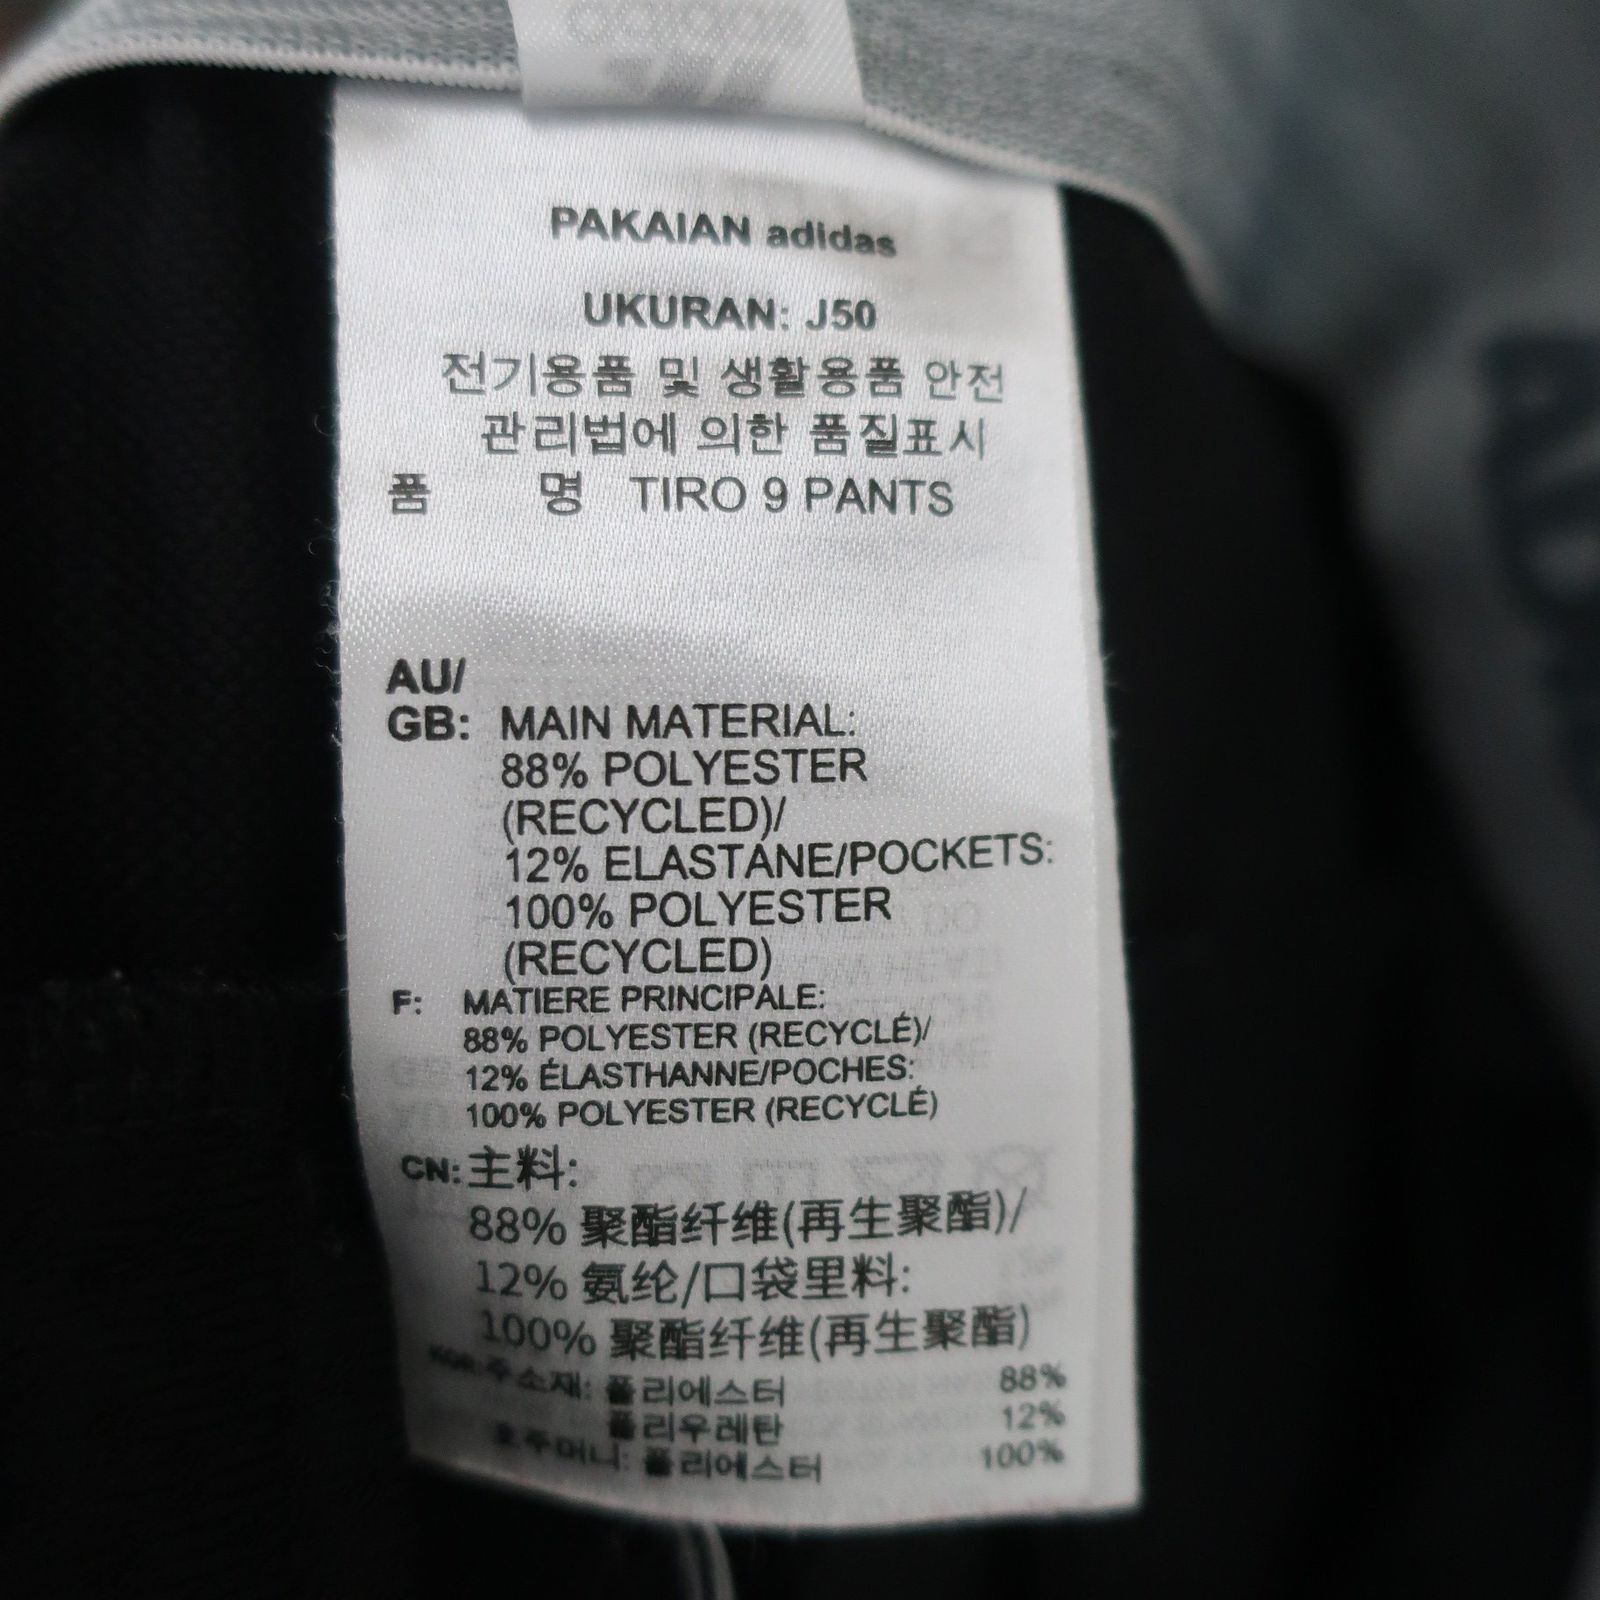 PAKAIAN adidas
UKURAN: J50
전기용품 및 생활용품 안전
관리법에 의한 품질표시
품 명 TIRO 9 PANTS
AU/
GB: MAIN MATERIAL:
88% POLYESTER
(RECYCLED)/
12% ELASTANE/POCKETS:
100% POLYESTER
(RECYCLED)
F: MATIERE PRINCIPALE:
88% POLYESTER (RECYCLÉ)/
12% ÉLASTHANNE/POCHES:
100% POLYESTER (RECYCLÉ)
CN: 主料:
88% 聚酯纤维(再生聚酯)/
12% 氨纶/口袋里料:
100% 聚酯纤维(再生聚酯)
KOR: 주소재: 폴리에스터 88%
폴리우레탄 12%
호주머니: 폴리에스터 100%